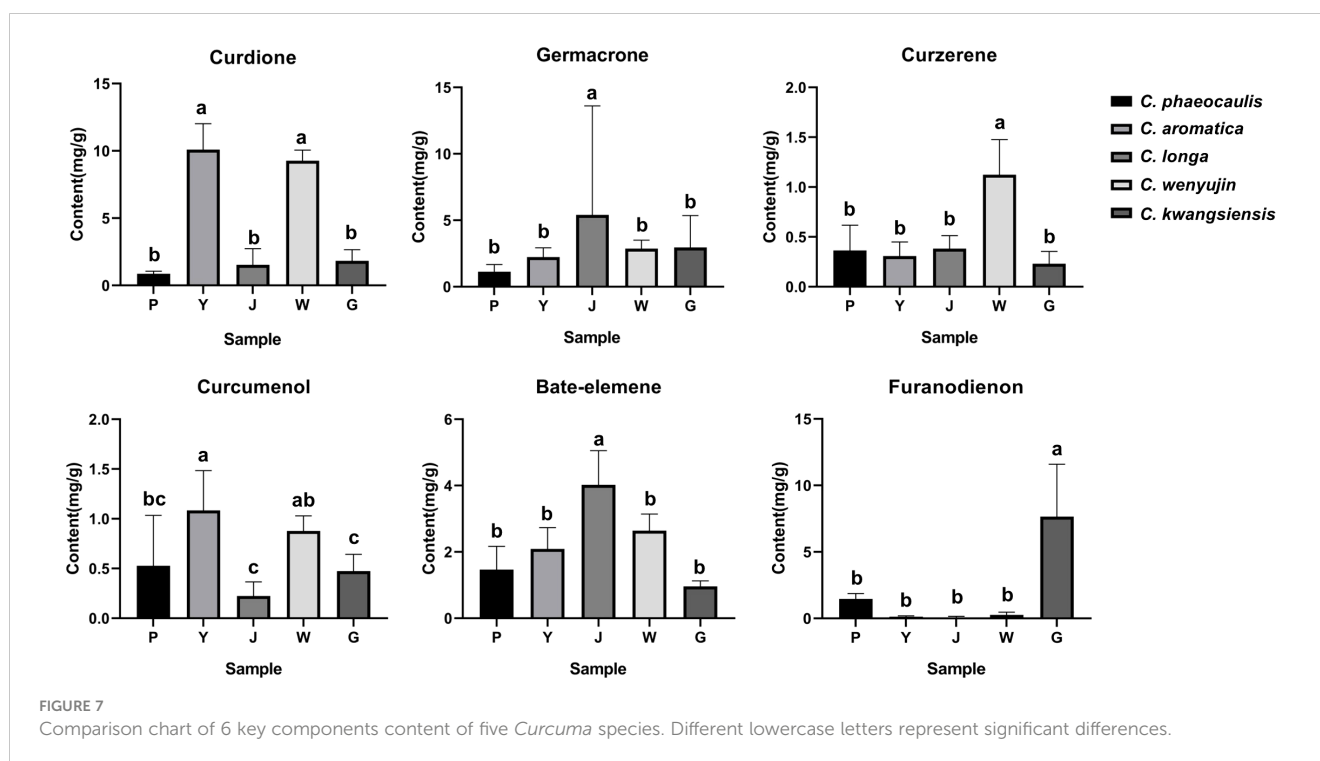 Curdione
Content(mg/g)
15
10
5
0
b
a
b
a
b
P Y J W G
Sample
Germacrone
Content(mg/g)
15
10
5
0
b
b
a
b
b
P Y J W G
Sample
Curzerene
Content(mg/g)
2.0
1.5
1.0
0.5
0.0
b
b
b
a
b
P Y J W G
Sample
C. phaeocaulis
C. aromatica
C. longa
C. wenyujin
C. kwangsiensis
Curcumenol
Content(mg/g)
2.0
1.5
1.0
0.5
0.0
bc
a
c
ab
c
P Y J W G
Sample
Bate-elemene
Content(mg/g)
6
4
2
0
b
b
a
b
b
P Y J W G
Sample
Furanodienon
Content(mg/g)
15
10
5
0
b
b
b
b
a
P Y J W G
Sample
FIGURE 7
Comparison chart of 6 key components content of five Curcuma species. Different lowercase letters represent significant differences.